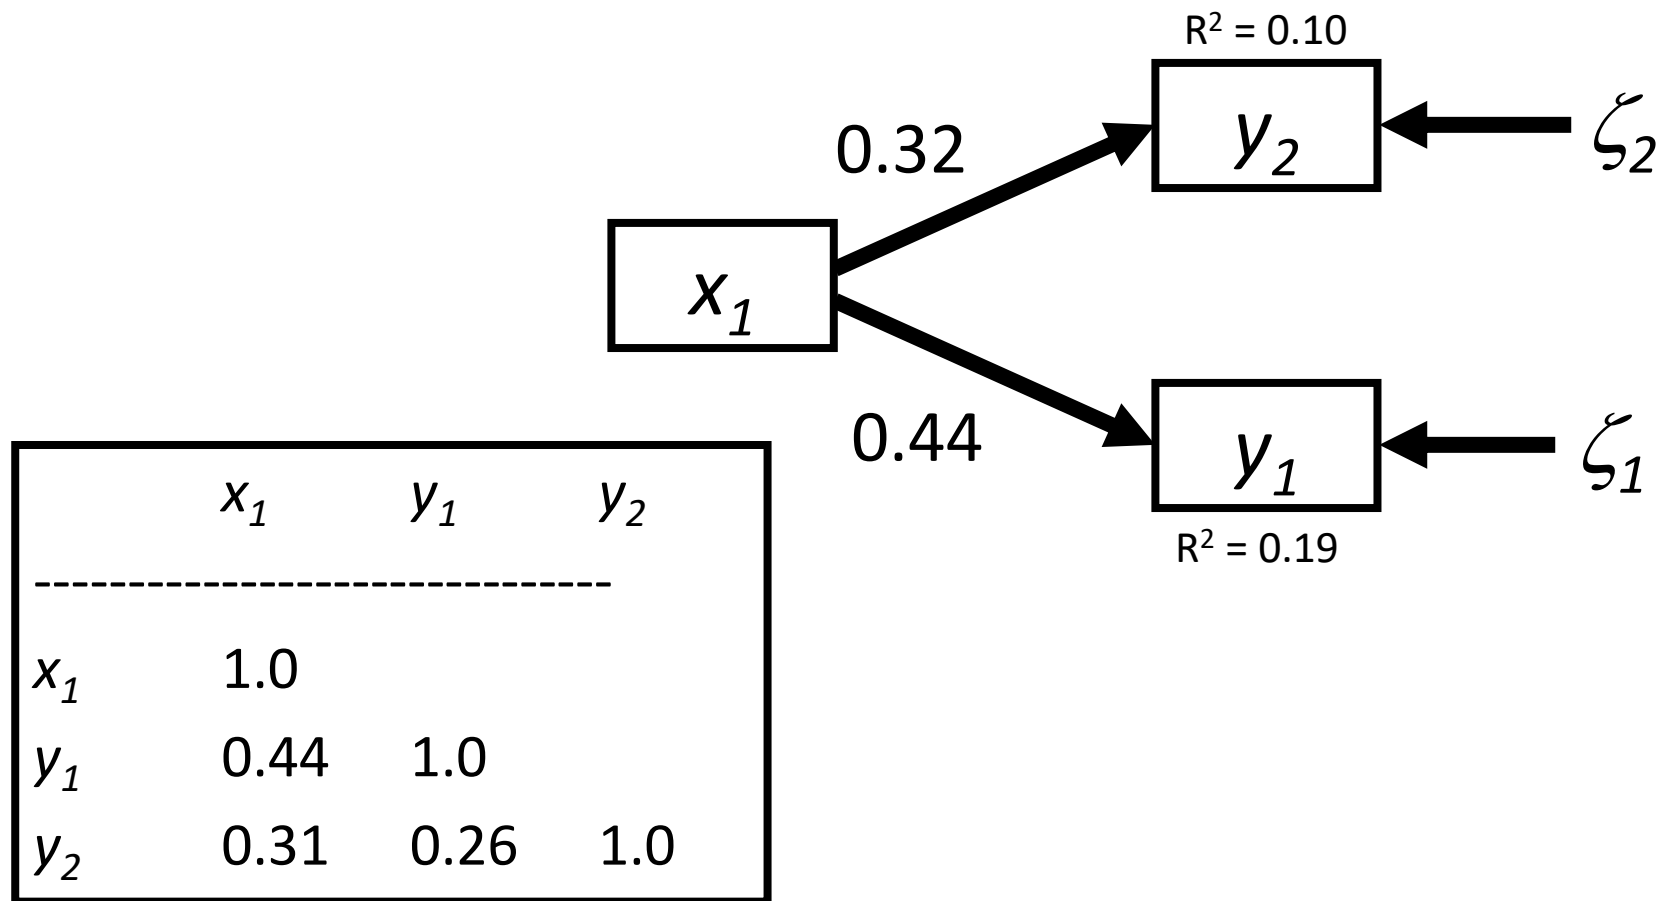 R² = 0.10
y₂
ζ₂
0.32
x₁
0.44
y₁
ζ₁
R² = 0.19
x₁ y₁ y₂
-------------------------------
x₁ 1.0
y₁ 0.44 1.0
y₂ 0.31 0.26 1.0